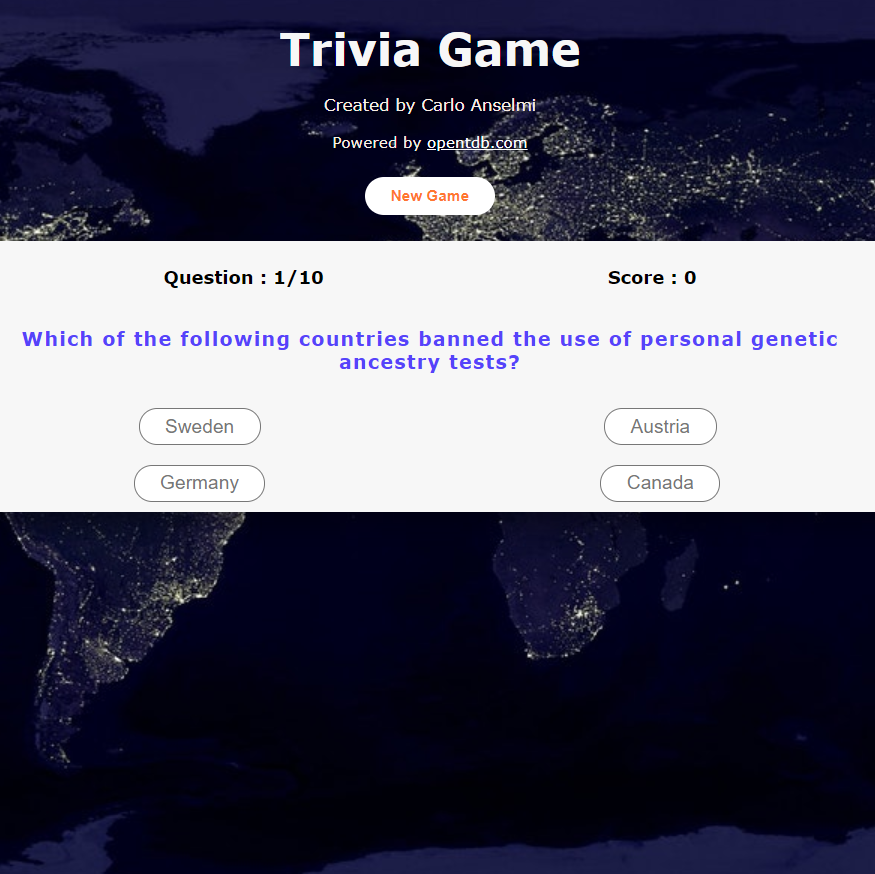 Trivia Game
Created by Carlo Anselmi
Powered by opentdb.com
New Game
Question : 1/10
Score : 0
Which of the following countries banned the use of personal genetic
ancestry tests?
Sweden
Austria
Germany
Canada